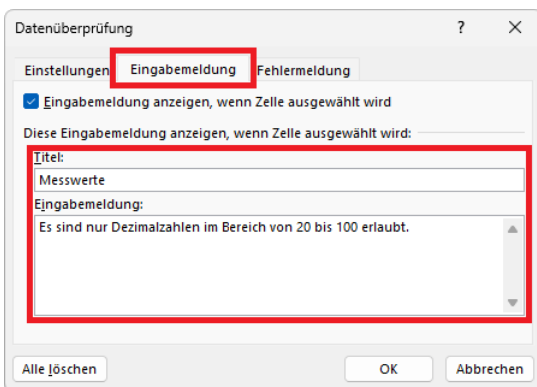 Datenüberprüfung ? ×
Einstellungen Eingabemeldung Fehlermeldung
Eingabemeldung anzeigen, wenn Zelle ausgewählt wird
Diese Eingabemeldung anzeigen, wenn Zelle ausgewählt wird:
Titel:
Messwerte
Eingabemeldung:
Es sind nur Dezimalzahlen im Bereich von 20 bis 100 erlaubt.
Alle löschen OK Abbrechen